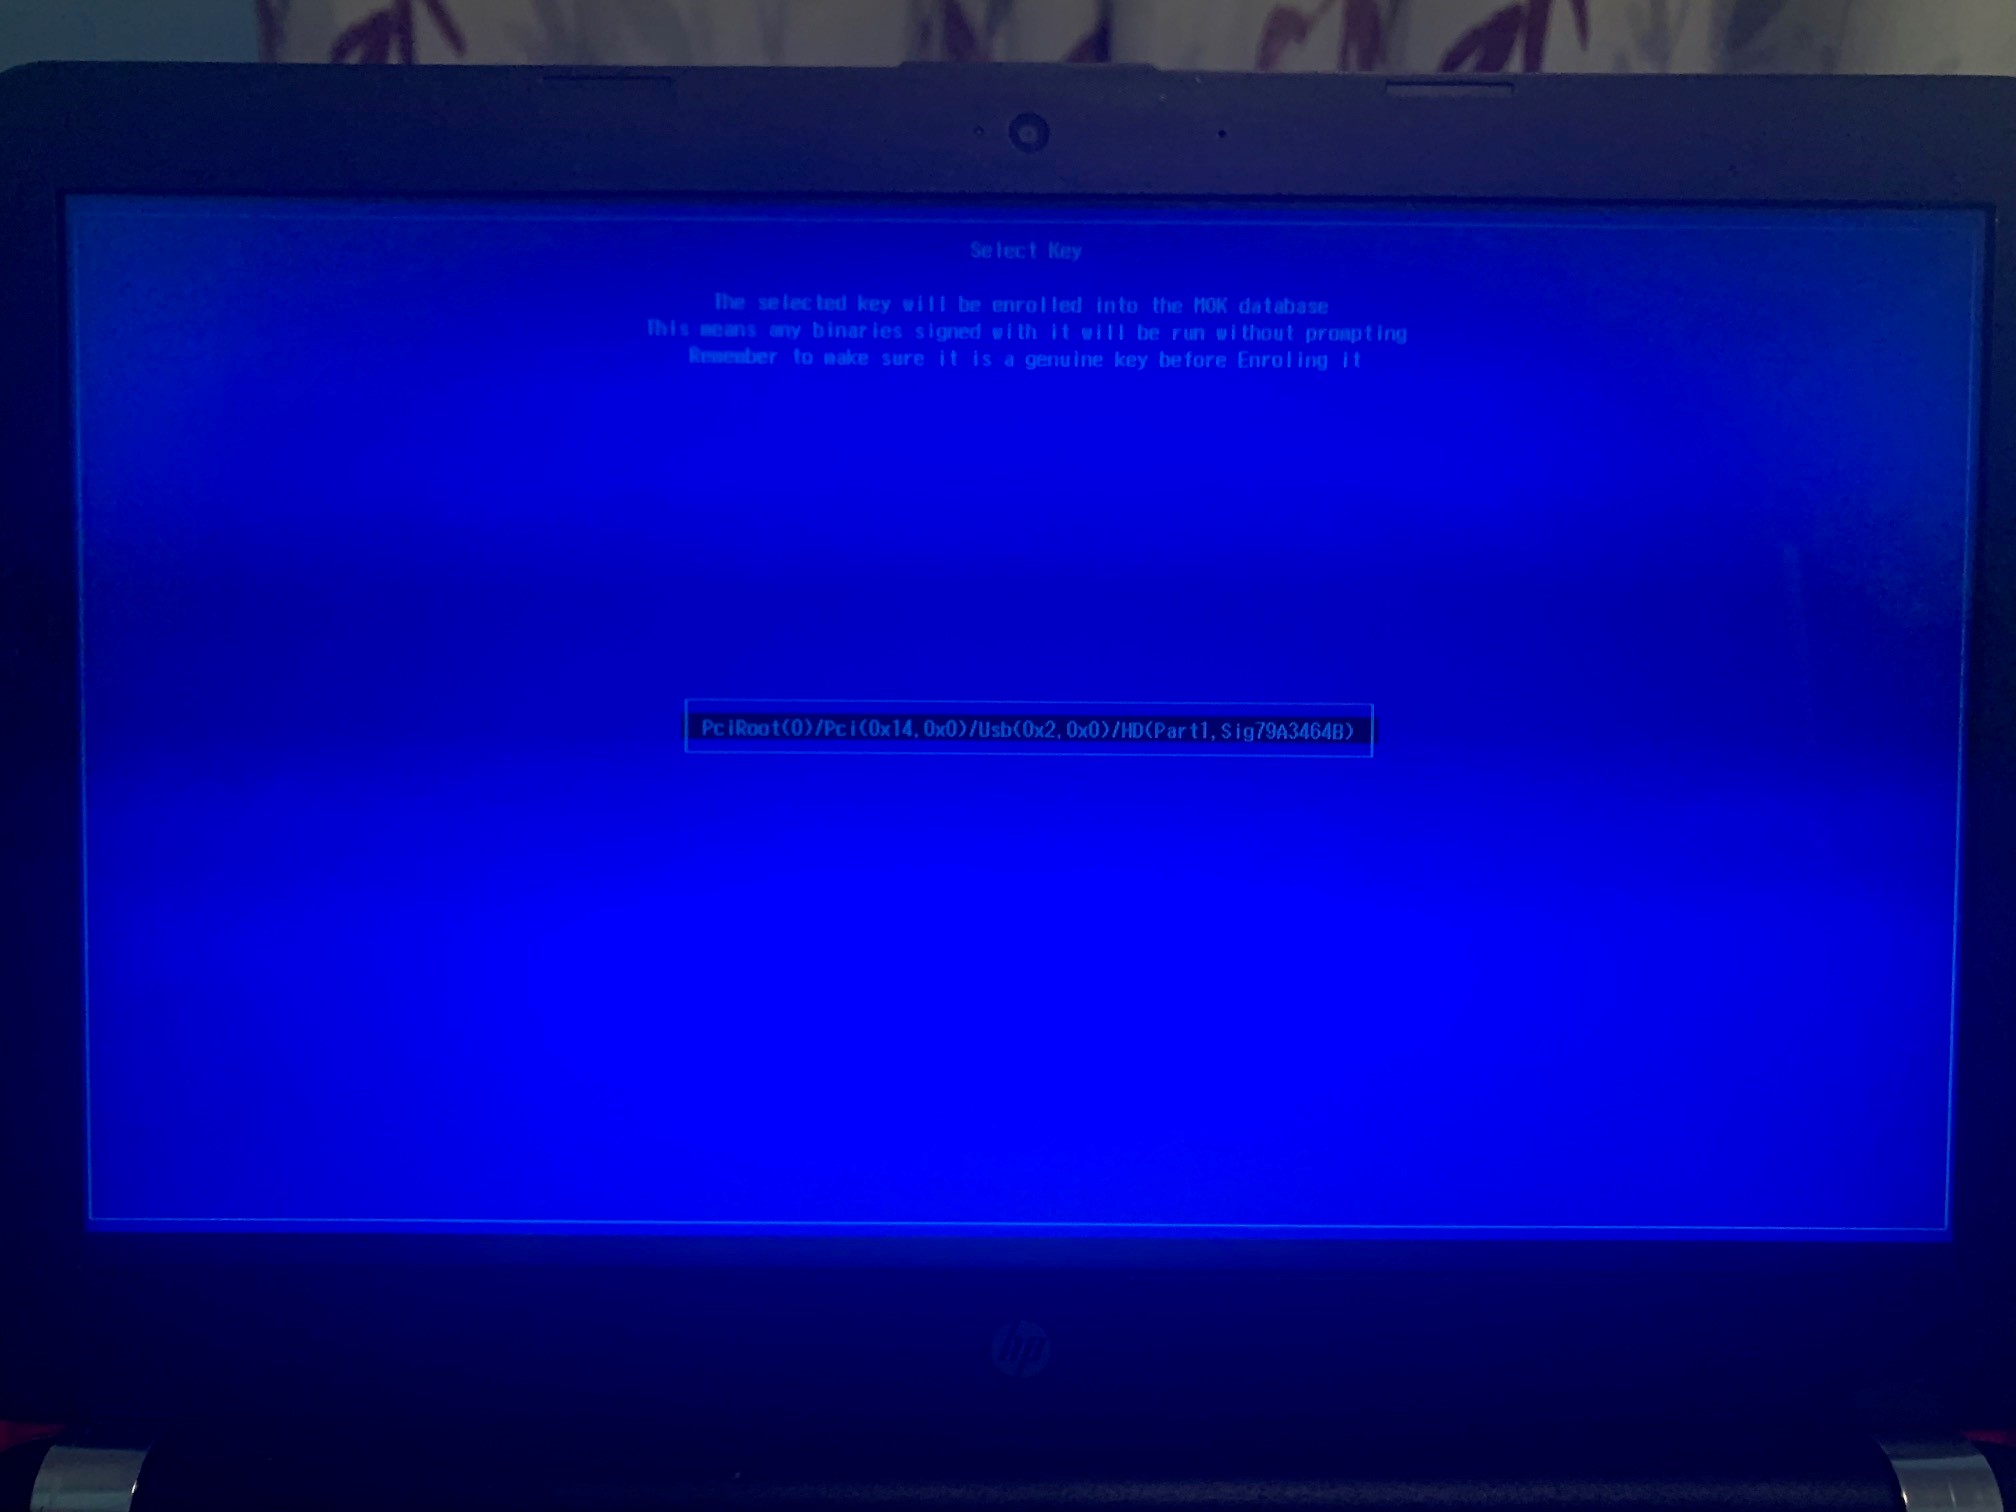 Select Key
The selected key will be enrolled into the MOK database
This means any binaries signed with it will be run without prompting
Remember to make sure it is a genuine key before Enroling it
PciRoot(0)/Pci(0x14,0x0)/Usb(0x2,0x0)/HD(Part1,Sig79A3464B)
hp